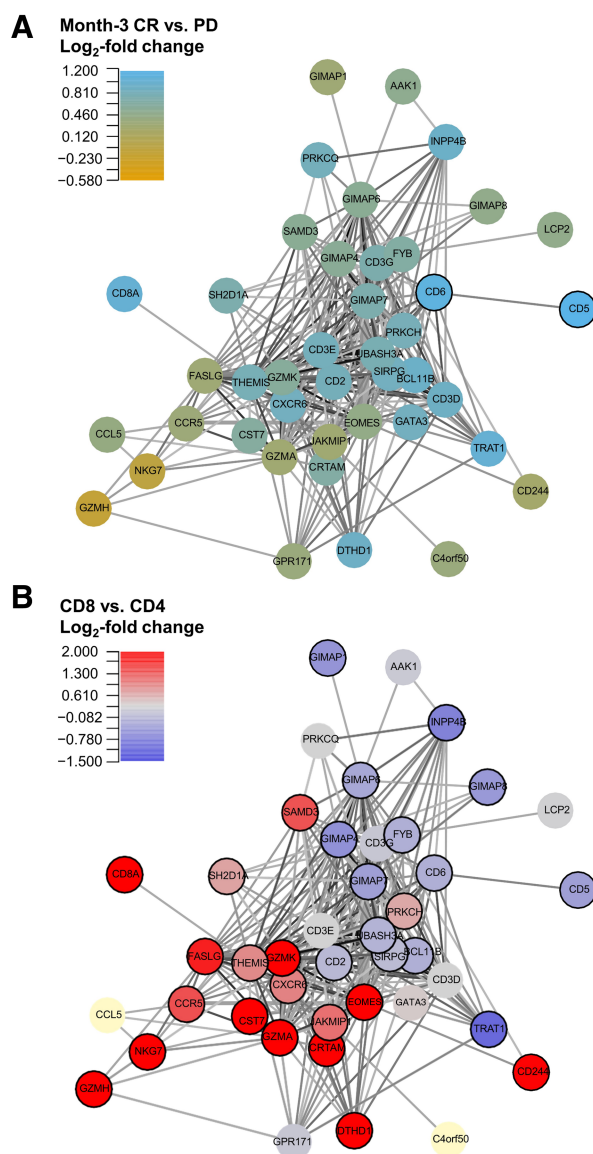 A
Month-3 CR vs. PD
Log2-fold change
1.200
0.810
0.460
0.120
−0.230
−0.580
GIMAP1
AAK1
INPP4B
PRKCQ
GIMAP6
GIMAP8
LCP2
SAMD3
GIMAP4
CD3G
FYB
CD8A
SH2D1A
GIMAP7
CD6
CD5
PRKCH
CD3E
UBASH3A
FASLG
THEMIS
GZMK
CD2
SIRPG
BCL11B
CXCR6
CD3D
CCL5
CCR5
CST7
JAKMIP1
EOMES
GATA3
TRAT1
NKG7
GZMA
CRTAM
CD244
GZMH
GPR171
DTHD1
C4orf50
B
CD8 vs. CD4
Log2-fold change
2.000
1.300
0.610
−0.082
−0.780
−1.500
GIMAP1
AAK1
INPP4B
PRKCQ
GIMAP6
GIMAP8
LCP2
SAMD3
GIMAP4
CD3G
FYB
CD8A
SH2D1A
GIMAP7
CD6
CD5
PRKCH
CD3E
UBASH3A
FASLG
THEMIS
GZMK
CD2
SIRPG
BCL11B
CXCR6
CD3D
CCL5
CCR5
CST7
JAKMIP1
EOMES
GATA3
TRAT1
NKG7
GZMA
CRTAM
CD244
GZMH
GPR171
DTHD1
C4orf50